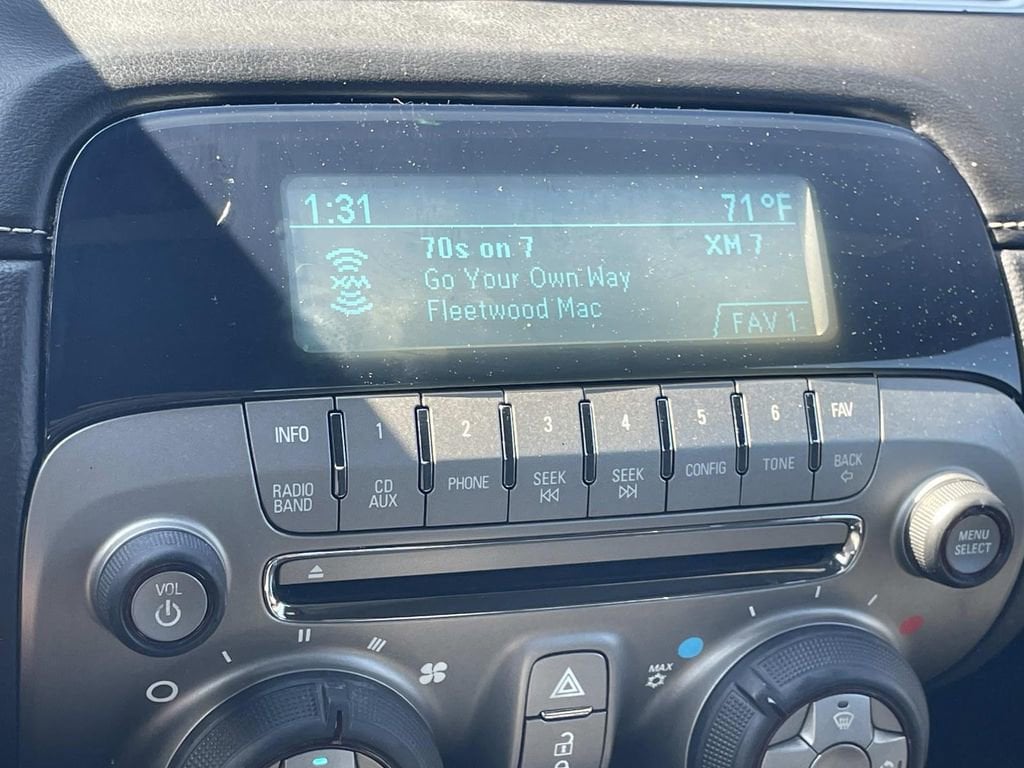 1:31 71°F
70s on 7 XM 7
XM Go Your Own Way
Fleetwood Mac
FAV 1
INFO 1 2 3 4 5 6 FAV
RADIO BAND CD AUX PHONE SEEK SEEK CONFIG TONE BACK
VOL
MENU
SELECT
MAX